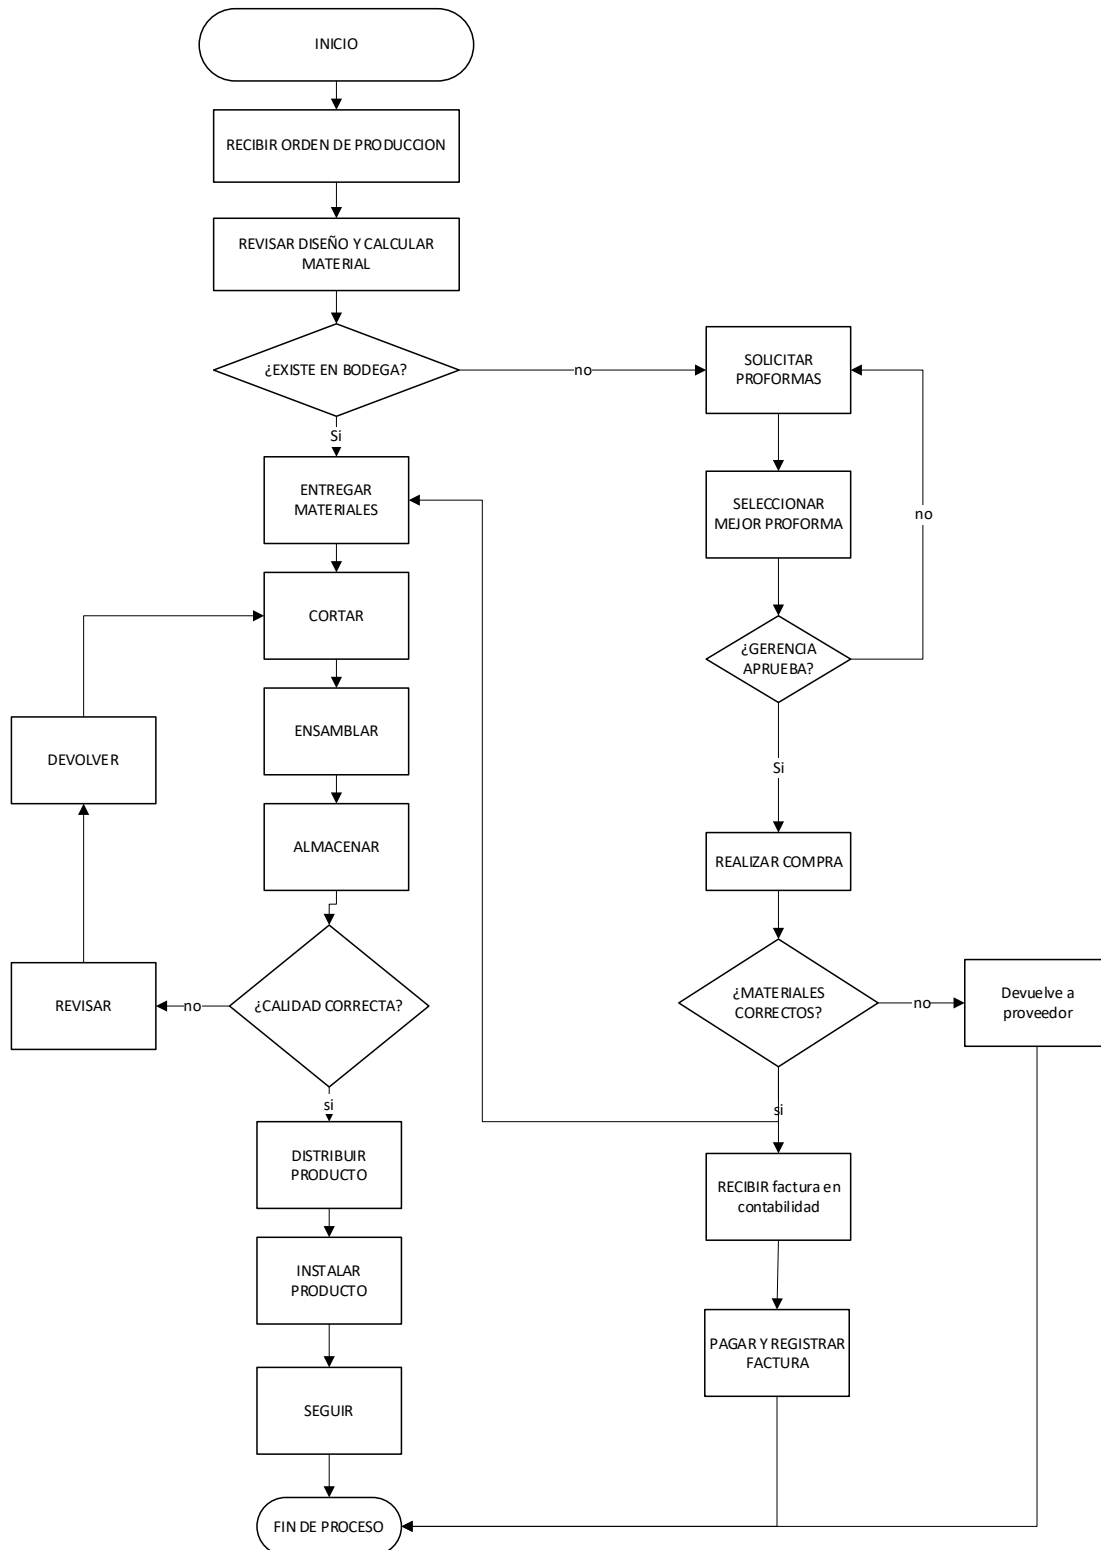 INICIO
RECIBIR ORDEN DE PRODUCCION
REVISAR DISEÑO Y CALCULAR
MATERIAL
¿EXISTE EN BODEGA?
no
SOLICITAR
PROFORMAS
Si
ENTREGAR
MATERIALES
SELECCIONAR
MEJOR PROFORMA
no
CORTAR
¿GERENCIA
APRUEBA?
ENSAMBLAR
DEVOLVER
Si
ALMACENAR
REALIZAR COMPRA
REVISAR
no
¿CALIDAD CORRECTA?
¿MATERIALES
CORRECTOS?
no
Devuelve a
proveedor
si
si
DISTRIBUIR
PRODUCTO
RECIBIR factura en
contabilidad
INSTALAR
PRODUCTO
PAGAR Y REGISTRAR
FACTURA
SEGUIR
FIN DE PROCESO